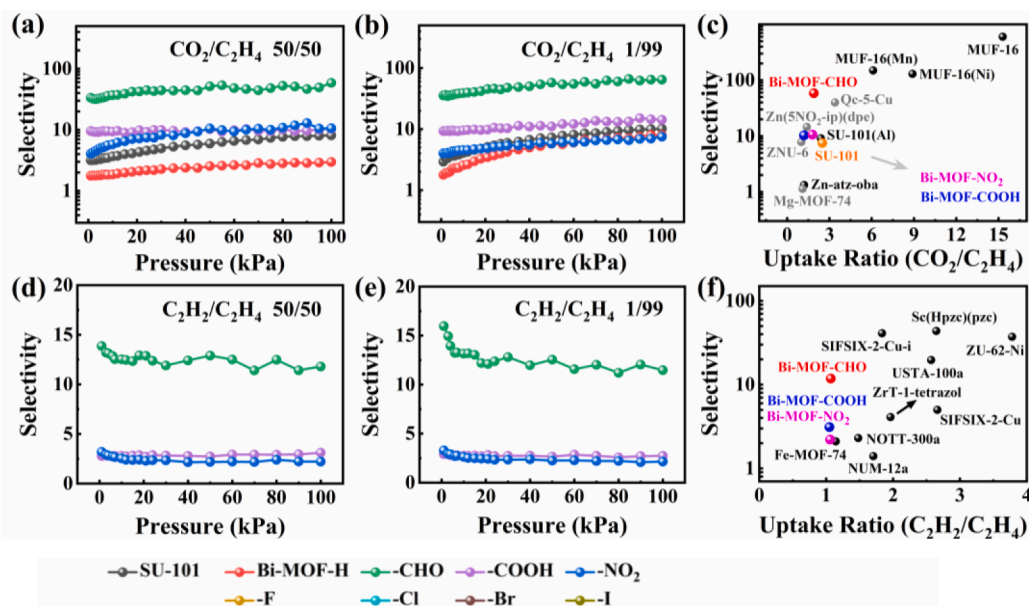 (a)
CO₂/C₂H₄ 50/50
Selectivity
100
10
1
0 20 40 60 80 100
Pressure (kPa)
(b)
CO₂/C₂H₄ 1/99
Selectivity
100
10
1
0 20 40 60 80 100
Pressure (kPa)
(c)
Selectivity
100
10
1
MUF-16
MUF-16(Mn)
MUF-16(Ni)
Bi-MOF-CHO
Qc-5-Cu
Zn(5NO₂-ip)(dpe)
SU-101(Al)
ZNU-6
SU-101
Bi-MOF-NO₂
Zn-atz-oba
Bi-MOF-COOH
Mg-MOF-74
0 3 6 9 12 15
Uptake Ratio (CO₂/C₂H₄)
(d)
C₂H₂/C₂H₄ 50/50
Selectivity
20
15
10
5
0
0 20 40 60 80 100
Pressure (kPa)
(e)
C₂H₂/C₂H₄ 1/99
Selectivity
20
15
10
5
0
0 20 40 60 80 100
Pressure (kPa)
(f)
Selectivity
100
10
1
Sc(Hpzc)(pzc)
SIFSIX-2-Cu-i
ZU-62-Ni
Bi-MOF-CHO
USTA-100a
ZrT-1-tetrazol
Bi-MOF-COOH
Bi-MOF-NO₂
SIFSIX-2-Cu
NOTT-300a
Fe-MOF-74
NUM-12a
0 1 2 3 4
Uptake Ratio (C₂H₂/C₂H₄)
SU-101 Bi-MOF-H -CHO -COOH -NO₂
-F -Cl -Br -I